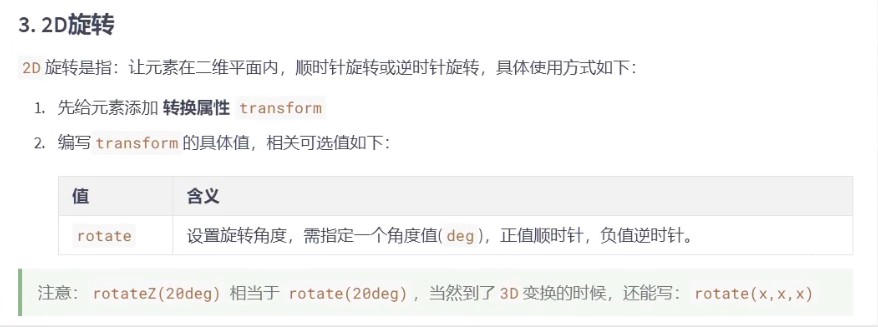 3. 2D旋转
2D 旋转是指：让元素在二维平面内，顺时针旋转或逆时针旋转，具体使用方式如下：
1. 先给元素添加 转换属性 transform
2. 编写 transform 的具体值，相关可选值如下：
值 含义
rotate 设置旋转角度，需指定一个角度值( deg )，正值顺时针，负值逆时针。
注意： rotateZ(20deg) 相当于 rotate(20deg) ，当然到了 3D 变换的时候，还能写： rotate(x,x,x)